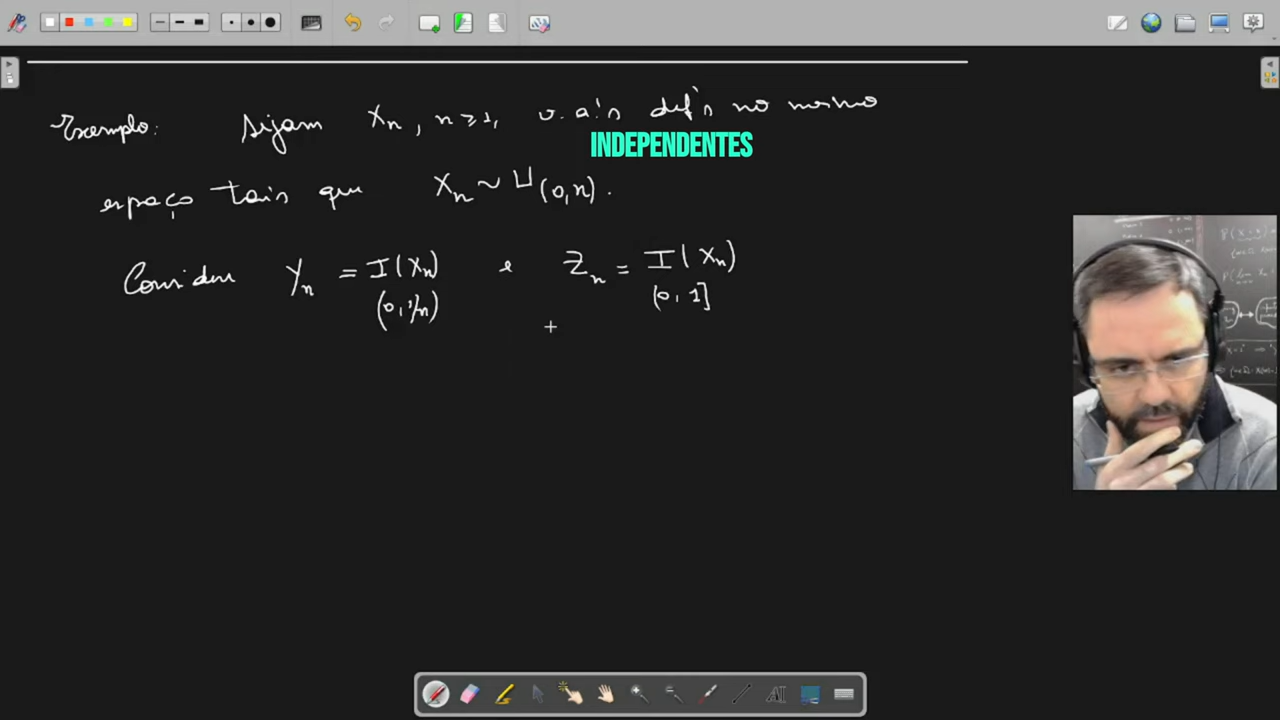 Exemplo: Sejam Xₙ, n ≥ 1, v.a.'s def's no mesmo
INDEPENDENTES
espaço tais que Xₙ ~ U(0,n).
Considere Yₙ = I(Xₙ) e Zₙ = I(Xₙ)
(0, 1/n) (0, 1]